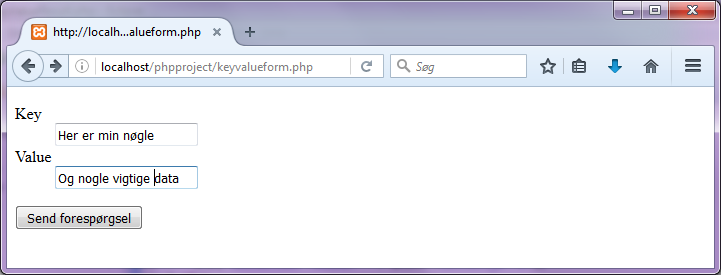 http://localh...alueform.php
localhost/phpproject/keyvalueform.php
Søg
Key
Her er min nøgle
Value
Og nogle vigtige data
Send forespørgsel